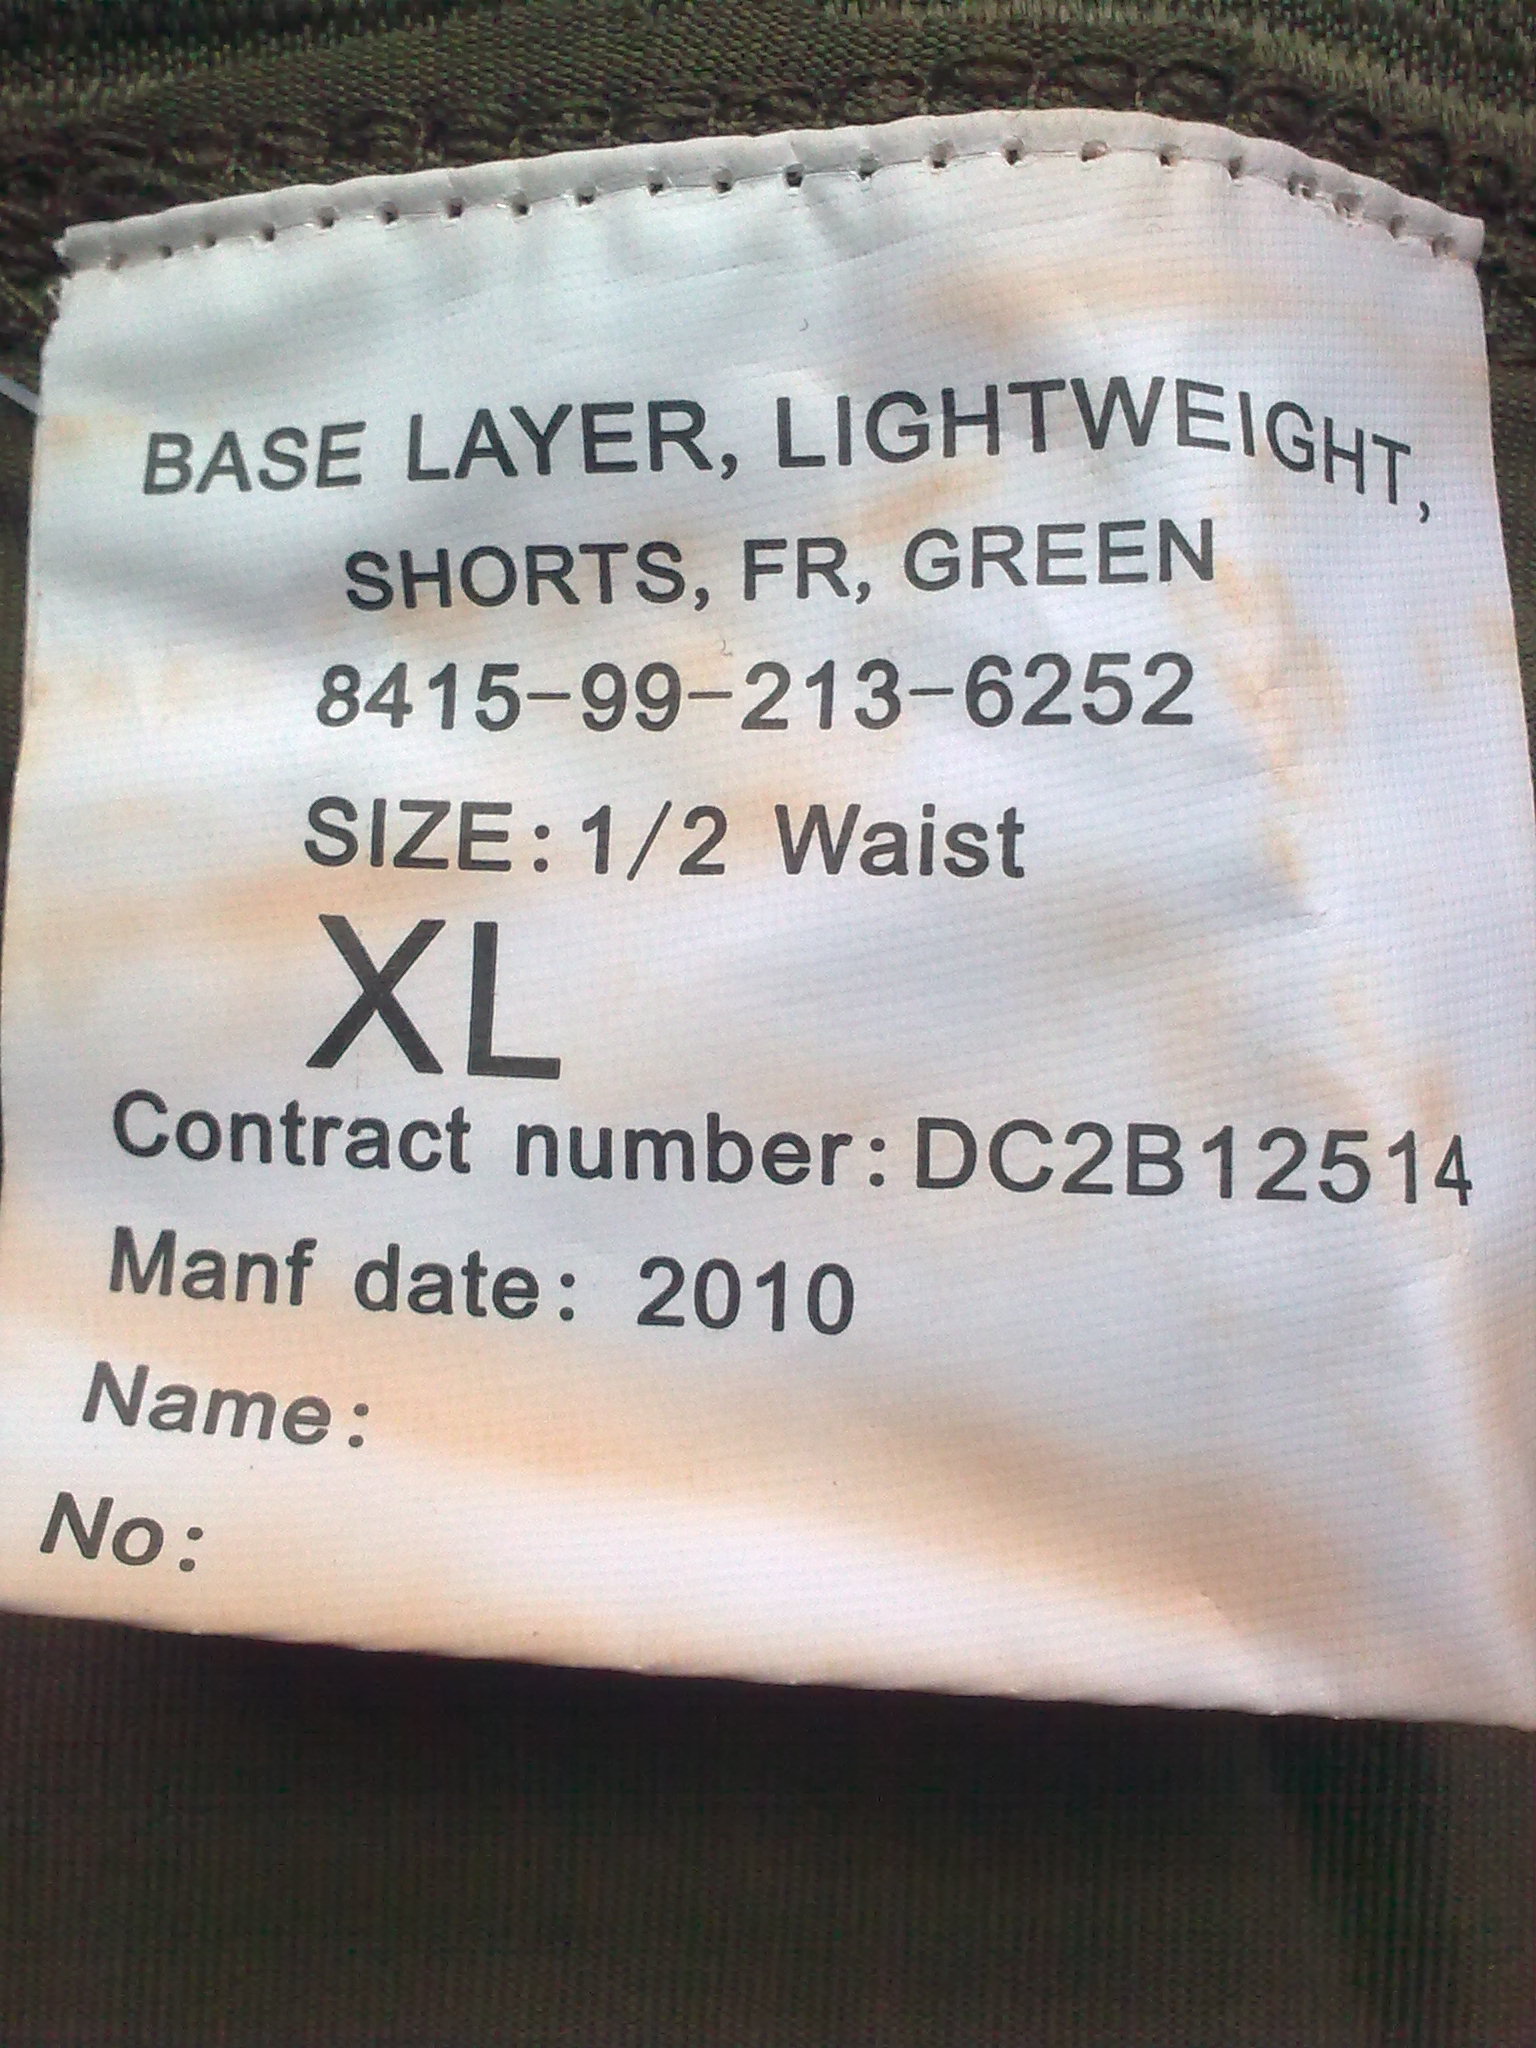 BASE LAYER, LIGHTWEIGHT,
SHORTS, FR, GREEN
8415-99-213-6252
SIZE: 1/2 Waist
XL
Contract number: DC2B12514
Manf date: 2010
Name:
No: